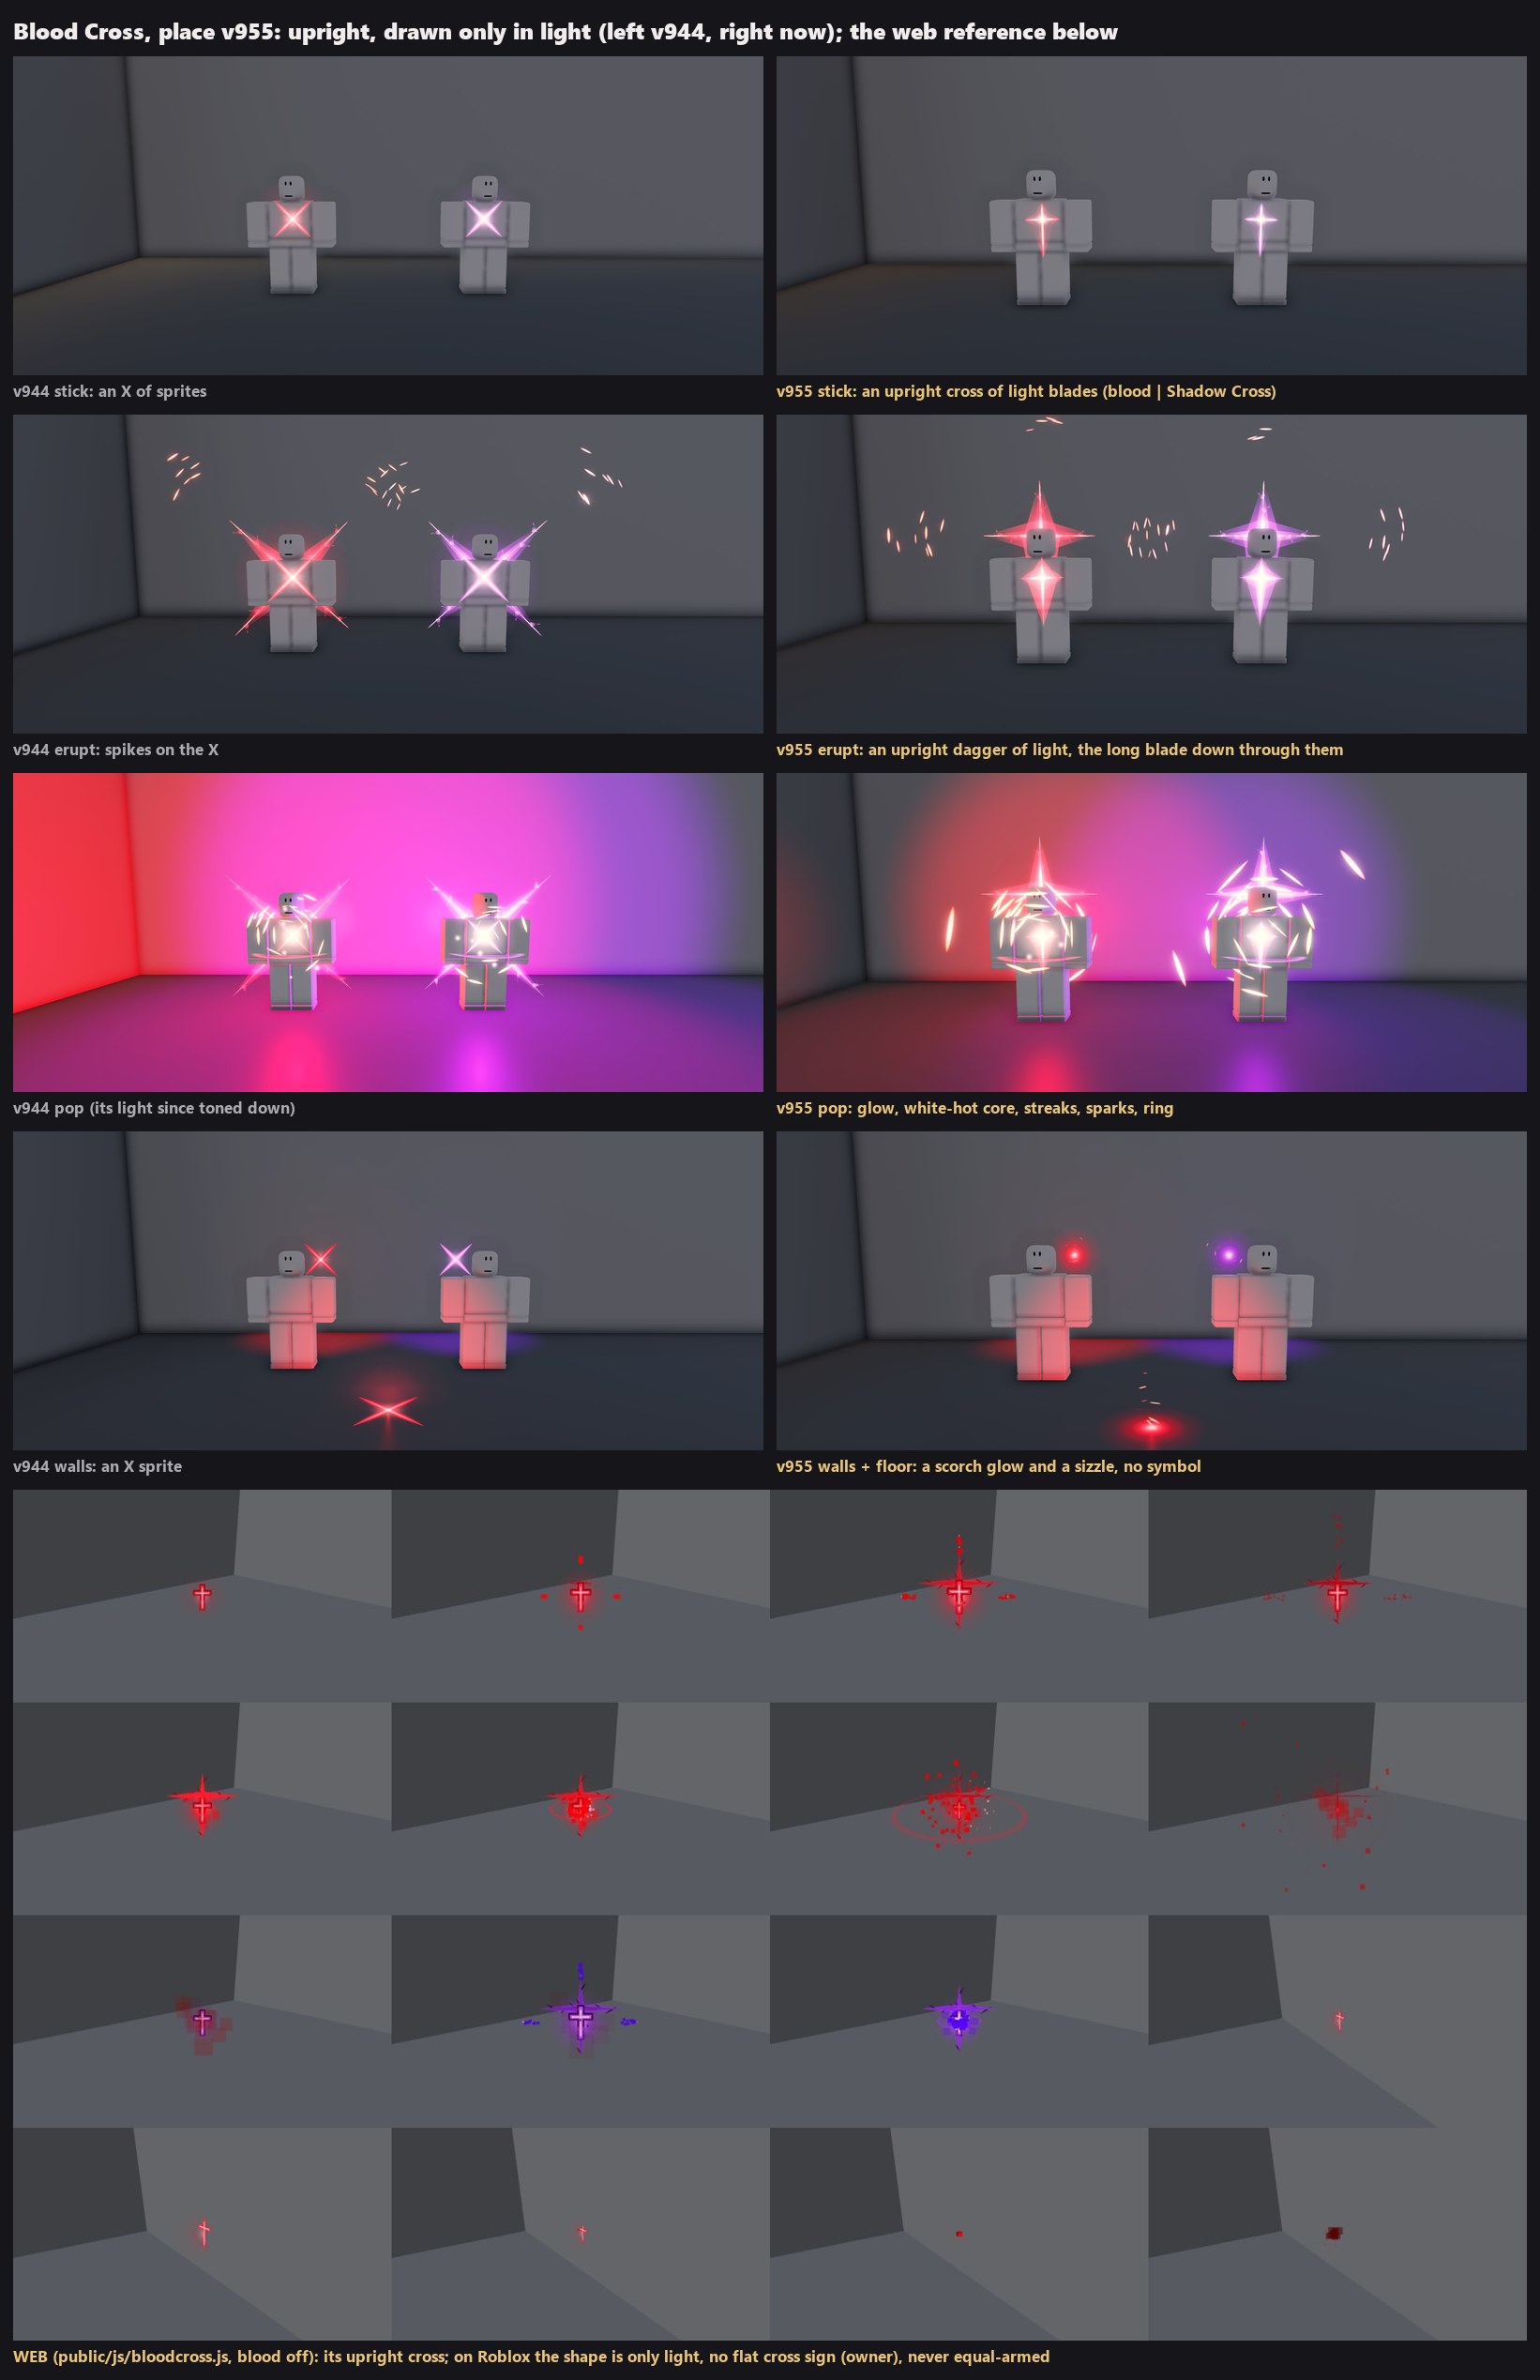 Blood Cross, place v955: upright, drawn only in light (left v944, right now); the web reference below
v944 stick: an X of sprites
v955 stick: an upright cross of light blades (blood | Shadow Cross)
v944 erupt: spikes on the X
v955 erupt: an upright dagger of light, the long blade down through them
v944 pop (its light since toned down)
v955 pop: glow, white-hot core, streaks, sparks, ring
v944 walls: an X sprite
v955 walls + floor: a scorch glow and a sizzle, no symbol
WEB (public/js/bloodcross.js, blood off): its upright cross; on Roblox the shape is only light, no flat cross sign (owner), never equal-armed